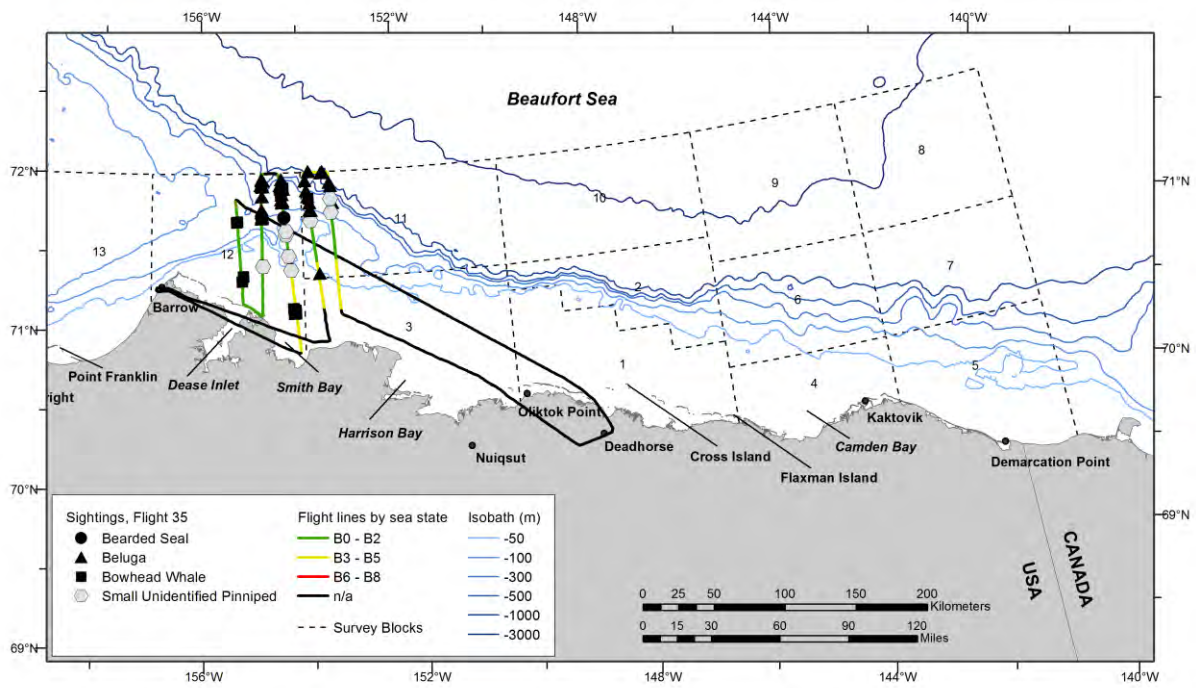 156°W 152°W 148°W 144°W 140°W
Beaufort Sea
72°N
71°N
8
9
10
11
13
12
7
2
6
Barrow
3
71°N
70°N
1
5
Point Franklin
4
Dease Inlet
Smith Bay
right
Oliktok Point
Kaktovik
Harrison Bay
Deadhorse
Camden Bay
Nuiqsut
Cross Island
Demarcation Point
Flaxman Island
70°N
69°N
Sightings, Flight 35
Bearded Seal
Beluga
Bowhead Whale
Small Unidentified Pinniped
Flight lines by sea state
B0 - B2
B3 - B5
B6 - B8
n/a
Survey Blocks
Isobath (m)
-50
-100
-300
-500
-1000
-3000
CANADA
USA
0 25 50 100 150 200
Kilometers
0 15 30 60 90 120
Miles
69°N
156°W 152°W 148°W 144°W 140°W